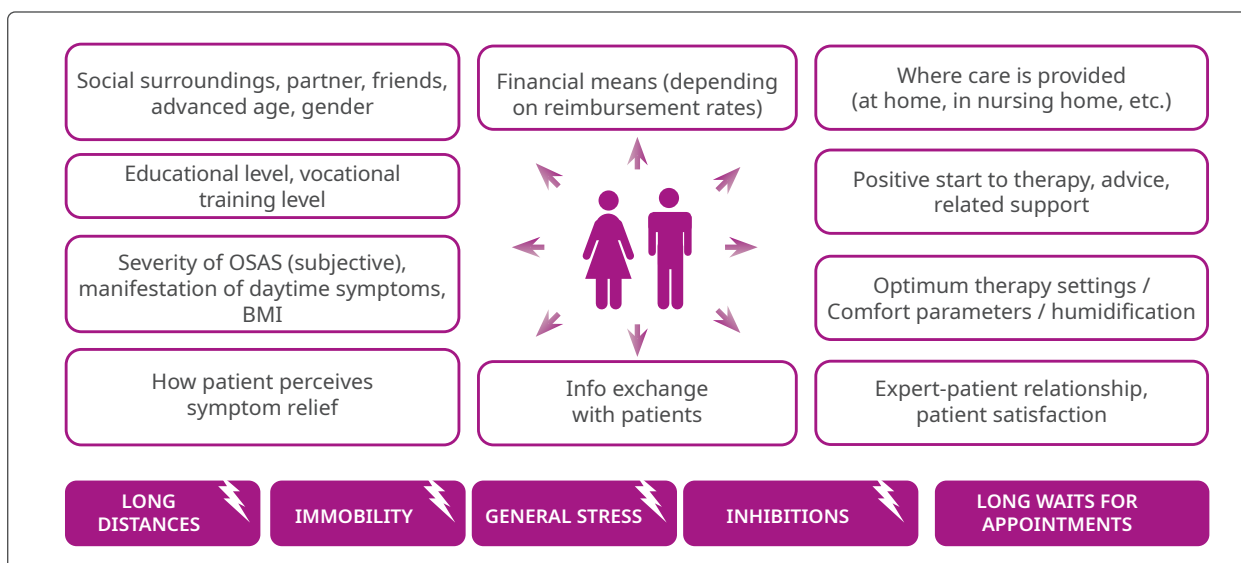 Social surroundings, partner, friends,
advanced age, gender
Financial means (depending
on reimbursement rates)
Where care is provided
(at home, in nursing home, etc.)
Educational level, vocational
training level
Positive start to therapy, advice,
related support
Severity of OSAS (subjective),
manifestation of daytime symptoms,
BMI
Optimum therapy settings /
Comfort parameters / humidification
How patient perceives
symptom relief
Info exchange
with patients
Expert-patient relationship,
patient satisfaction
LONG
DISTANCES
IMMOBILITY
GENERAL STRESS
INHIBITIONS
LONG WAITS FOR
APPOINTMENTS